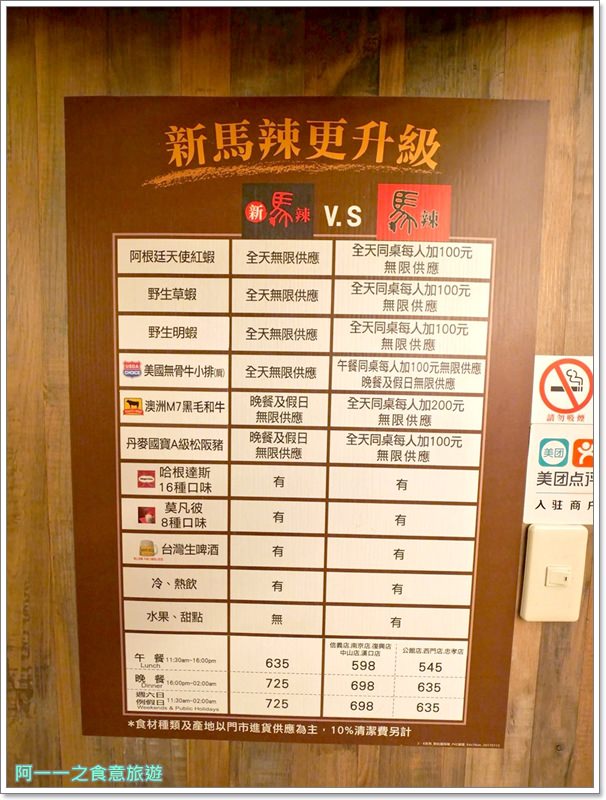 新馬辣更升級
新 馬辣 V.S 馬辣
阿根廷天使紅蝦 全天無限供應 全天同桌每人加100元
無限供應
野生草蝦 全天無限供應 全天同桌每人加100元
無限供應
野生明蝦 全天無限供應 全天同桌每人加100元
無限供應
USDA
CHOICE
美國無骨牛小排 全天無限供應 午餐同桌每人加100元無限供應
晚餐及假日無限供應
澳洲M7黑毛和牛 晚餐及假日
無限供應
全天同桌每人加200元
無限供應
丹麥國寶A級松阪豬 晚餐及假日
無限供應
全天同桌每人加100元
無限供應
哈根達斯
16種口味
有 有
莫凡彼
8種口味
有 有
台灣生啤酒 有 有
冷、熱飲 有 有
水果、甜點 無 有
信義店,南京店,復興店
中山店,漢口店
公館店,西門店,忠孝店
午餐 11:30am~16:00pm
Lunch
635 598 545
晚餐 16:00pm~02:00am
Dinner
725 698 635
週六日
例假日 11:30am~02:00am
Weekends & Public Holidays
725 698 635
*食材種類及產地以門市進貨供應為主,10%清潔費另計
請勿吸煙
美团
美团点评
入驻商户
阿一一之食意旅遊